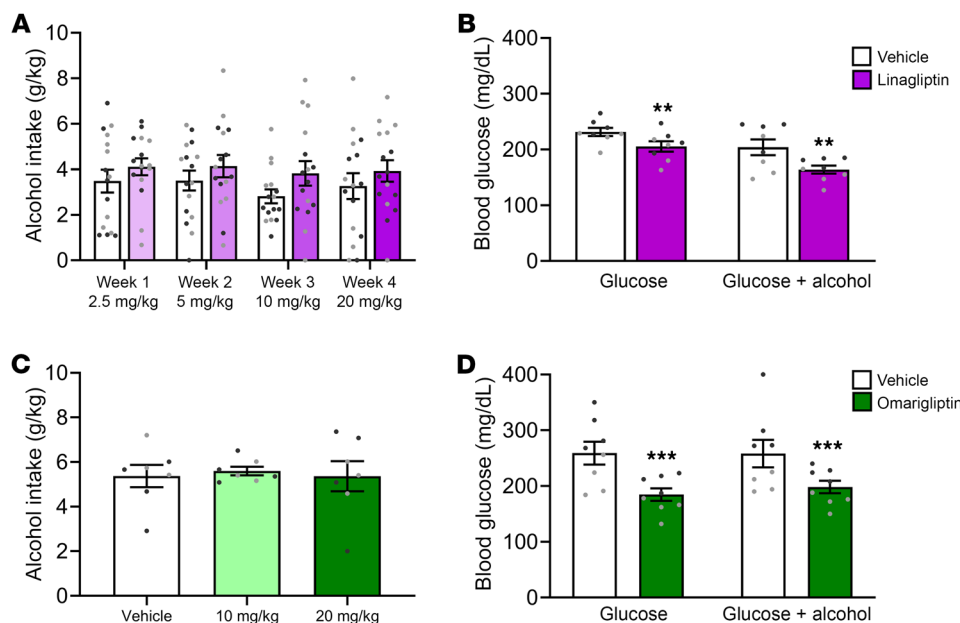 A
Alcohol intake (g/kg)
10
8
6
4
2
0
Week 1
2.5 mg/kg
Week 2
5 mg/kg
Week 3
10 mg/kg
Week 4
20 mg/kg
B
Blood glucose (mg/dL)
400
300
200
100
0
**
**
Glucose
Glucose + alcohol
Vehicle
Linagliptin
C
Alcohol intake (g/kg)
10
8
6
4
2
0
Vehicle
10 mg/kg
20 mg/kg
D
Blood glucose (mg/dL)
400
300
200
100
0
***
***
Glucose
Glucose + alcohol
Vehicle
Omarigliptin